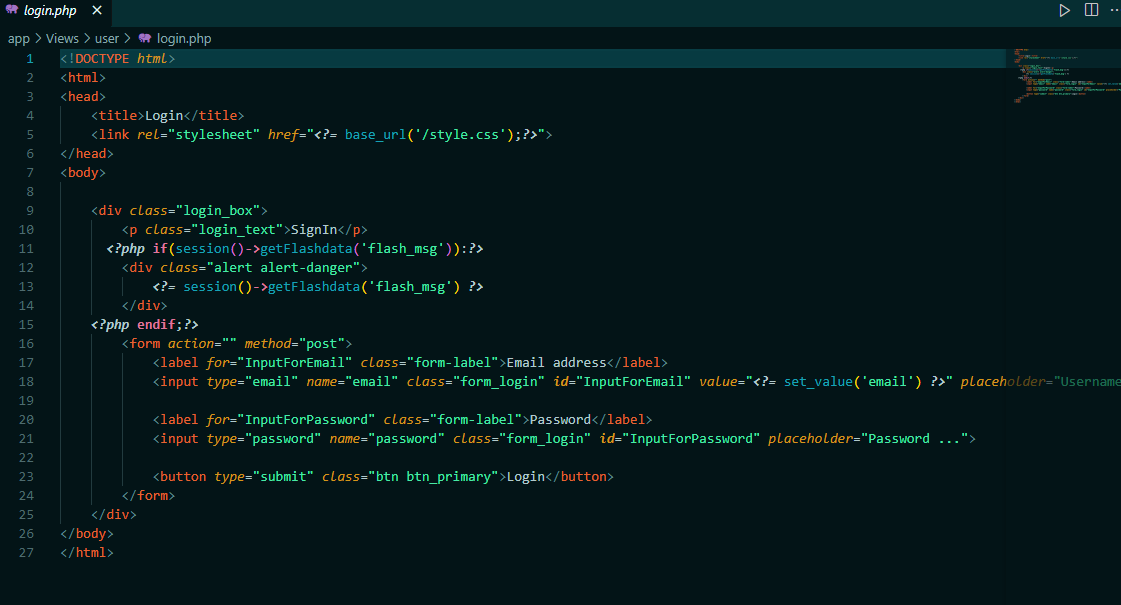 login.php
app > Views > user > login.php
1 <!DOCTYPE html>
2 <html>
3 <head>
4     <title>Login</title>
5     <link rel="stylesheet" href="<?= base_url('/style.css');?>">
6 </head>
7 <body>
8
9     <div class="login_box">
10         <p class="login_text">SignIn</p>
11       <?php if(session()->getFlashdata('flash_msg')):?>
12         <div class="alert alert-danger">
13             <?= session()->getFlashdata('flash_msg') ?>
14         </div>
15     <?php endif;?>
16         <form action="" method="post">
17             <label for="InputForEmail" class="form-label">Email address</label>
18             <input type="email" name="email" class="form_login" id="InputForEmail" value="<?= set_value('email') ?>" placeholder="Username
19
20             <label for="InputForPassword" class="form-label">Password</label>
21             <input type="password" name="password" class="form_login" id="InputForPassword" placeholder="Password ...">
22
23             <button type="submit" class="btn btn_primary">Login</button>
24         </form>
25     </div>
26 </body>
27 </html>